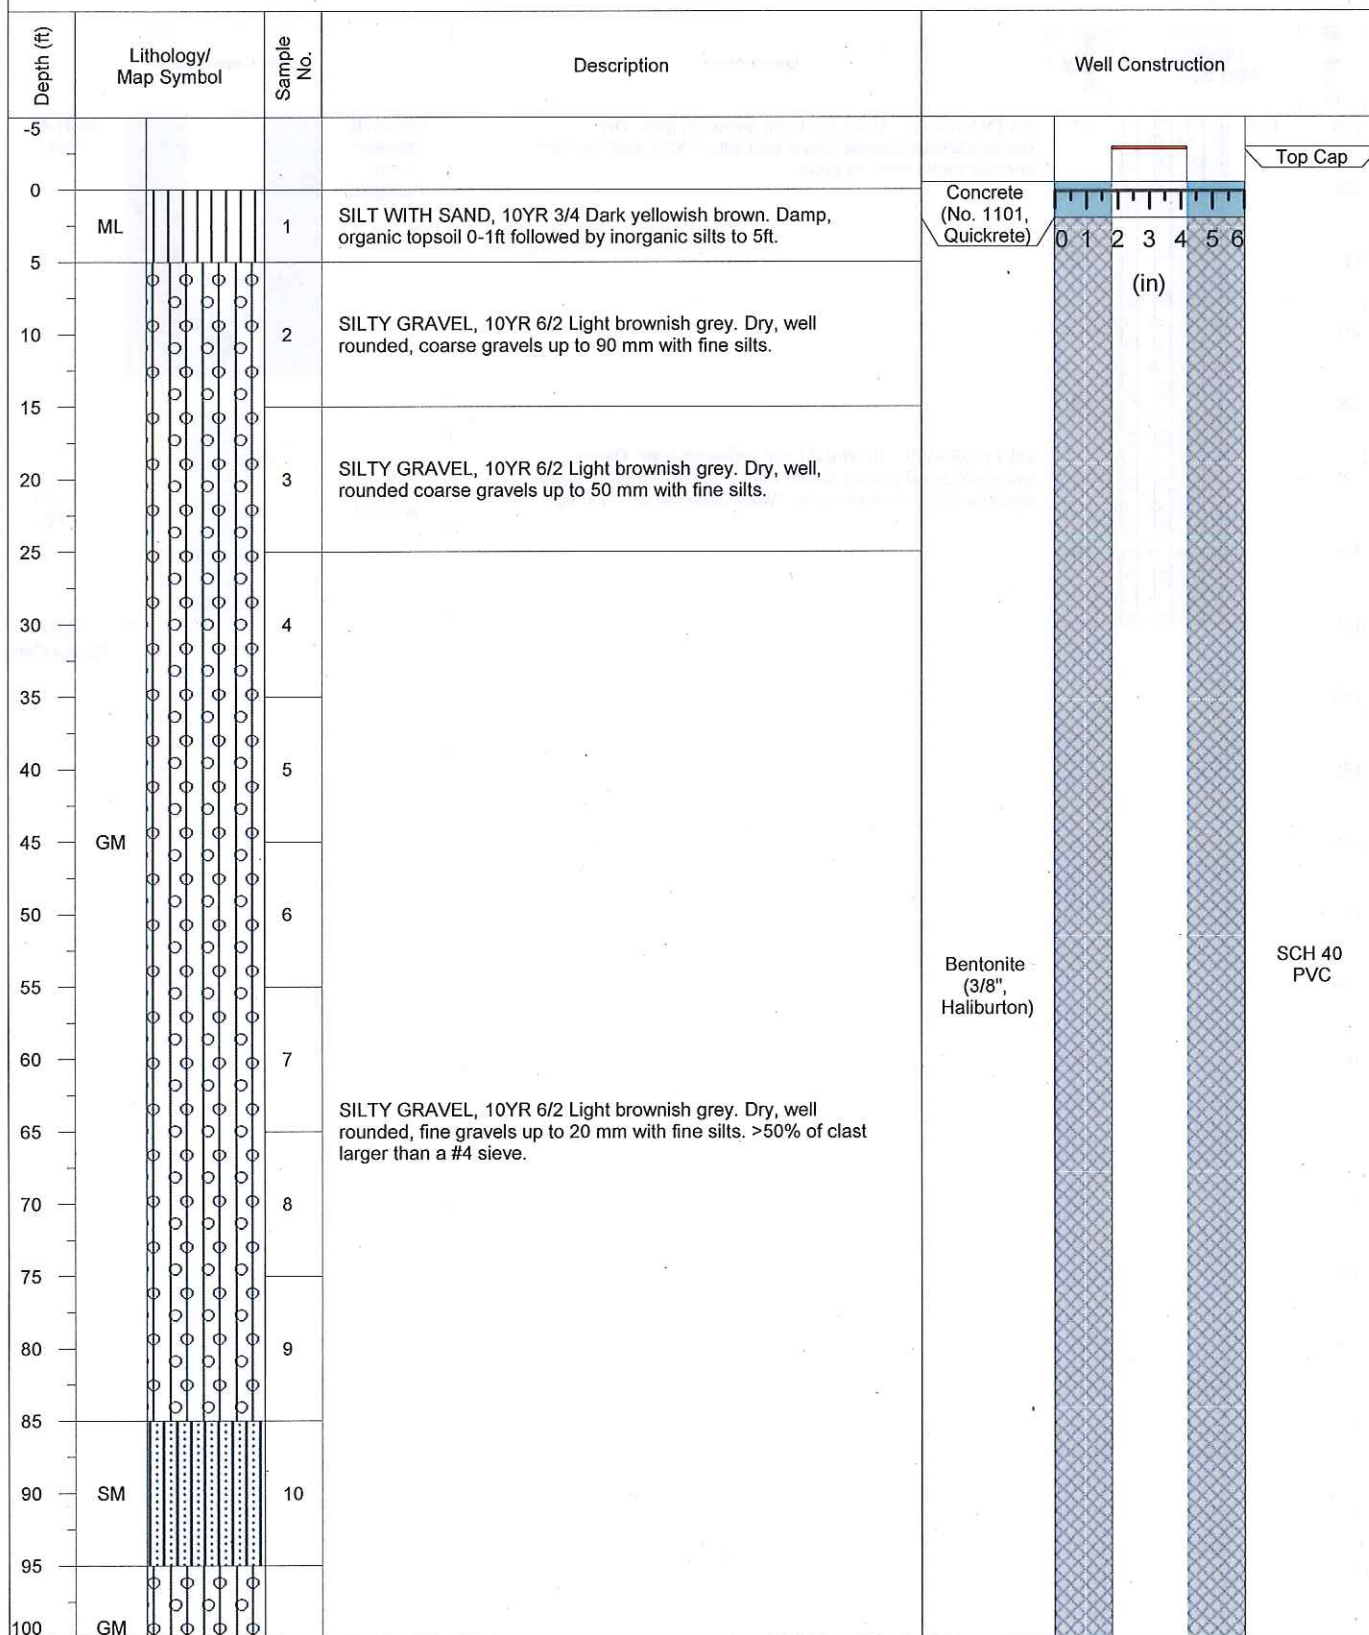 Depth (ft)
Lithology/
Map Symbol
Sample
No.
Description
Well Construction
-5
0
5
10
15
20
25
30
35
40
45
50
55
60
65
70
75
80
85
90
95
100
ML
GM
SM
GM
1
2
3
4
5
6
7
8
9
10
SILT WITH SAND, 10YR 3/4 Dark yellowish brown. Damp,
organic topsoil 0-1ft followed by inorganic silts to 5ft.
SILTY GRAVEL, 10YR 6/2 Light brownish grey. Dry, well
rounded, coarse gravels up to 90 mm with fine silts.
SILTY GRAVEL, 10YR 6/2 Light brownish grey. Dry, well,
rounded coarse gravels up to 50 mm with fine silts.
SILTY GRAVEL, 10YR 6/2 Light brownish grey. Dry, well
rounded, fine gravels up to 20 mm with fine silts. >50% of clast
larger than a #4 sieve.
Concrete
(No. 1101,
Quickrete)
Bentonite
(3/8",
Haliburton)
0 1 2 3 4 5 6
(in)
Top Cap
SCH 40
PVC